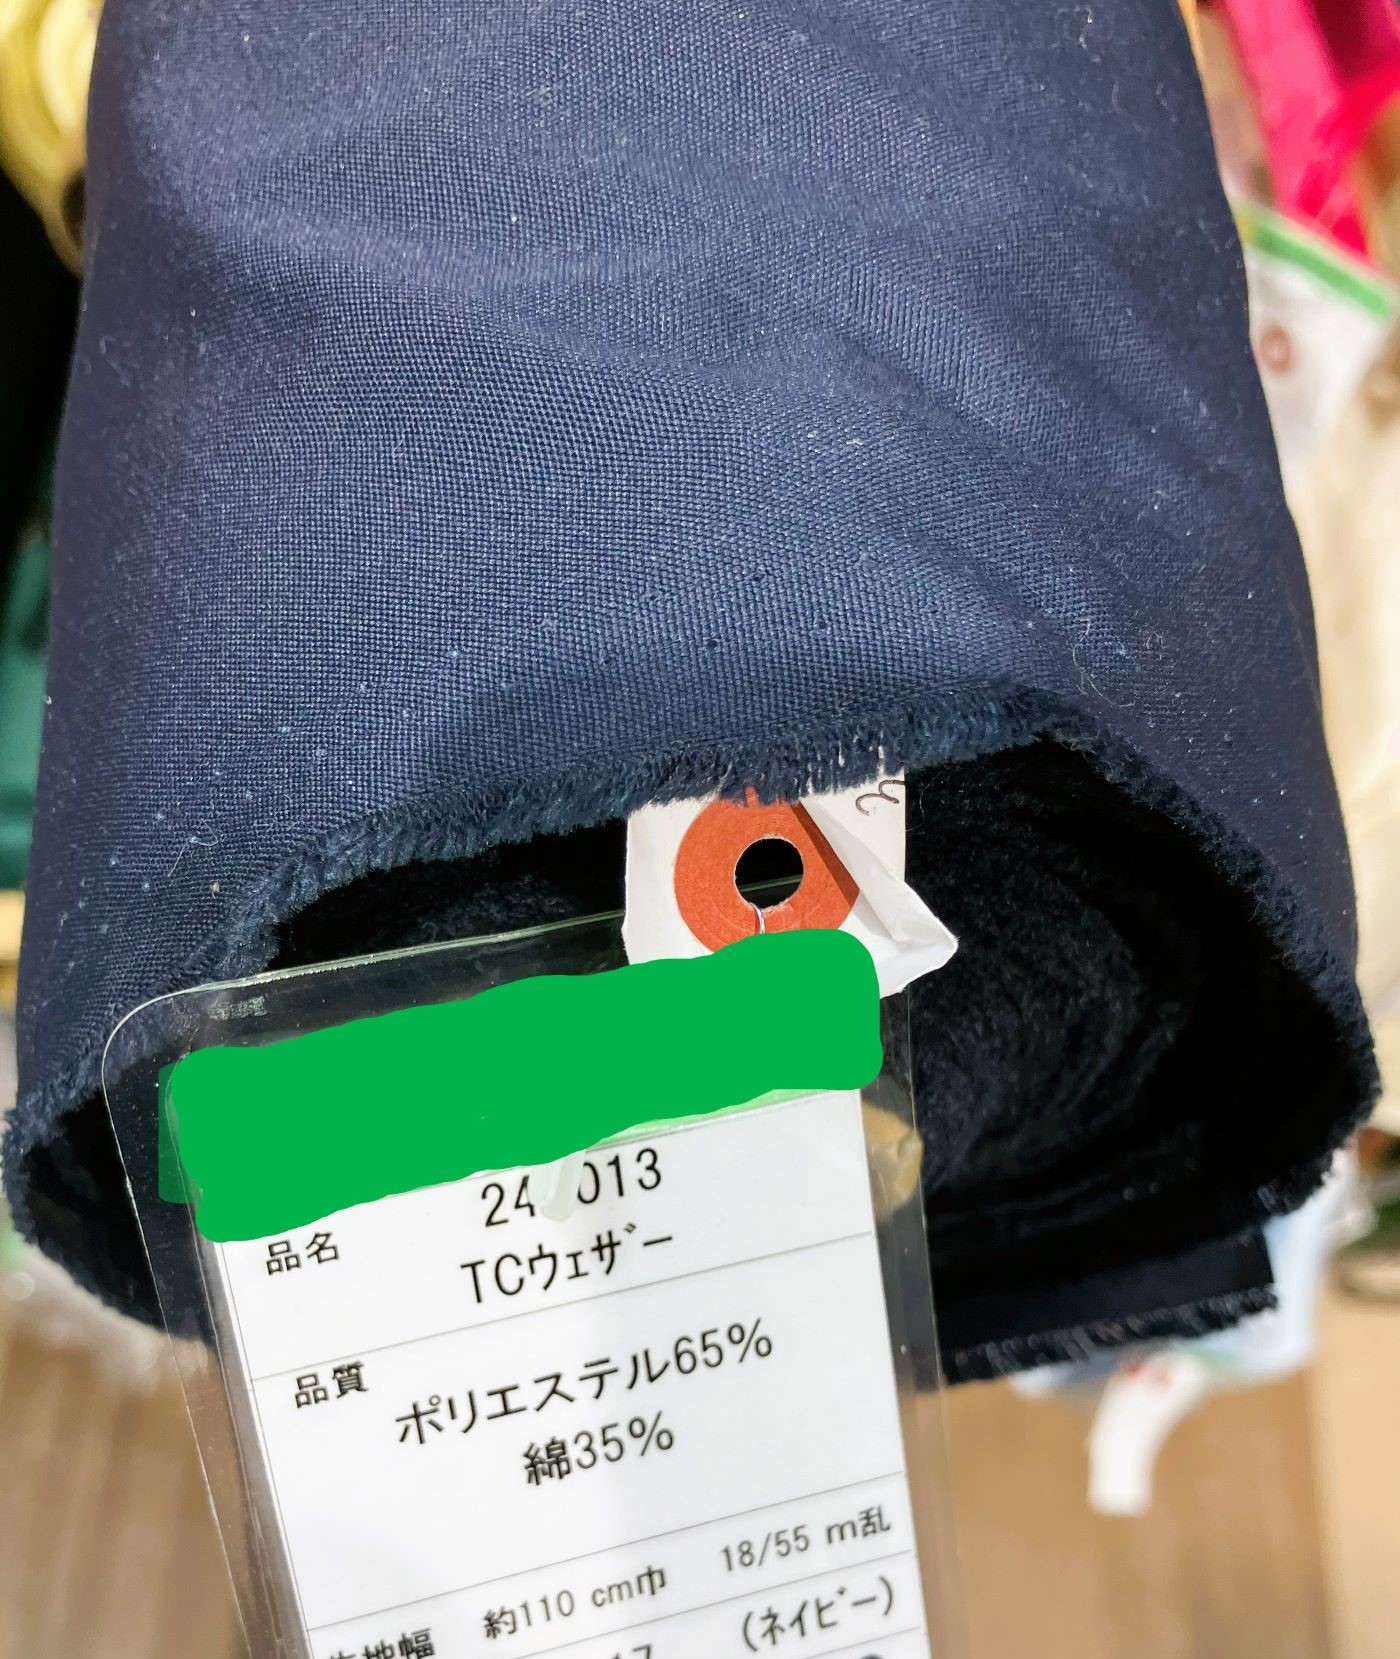 品名
TCウェザー
品質
ポリエステル65%
綿35%
約110 cm巾 18/55 m乱
(ネイビー)